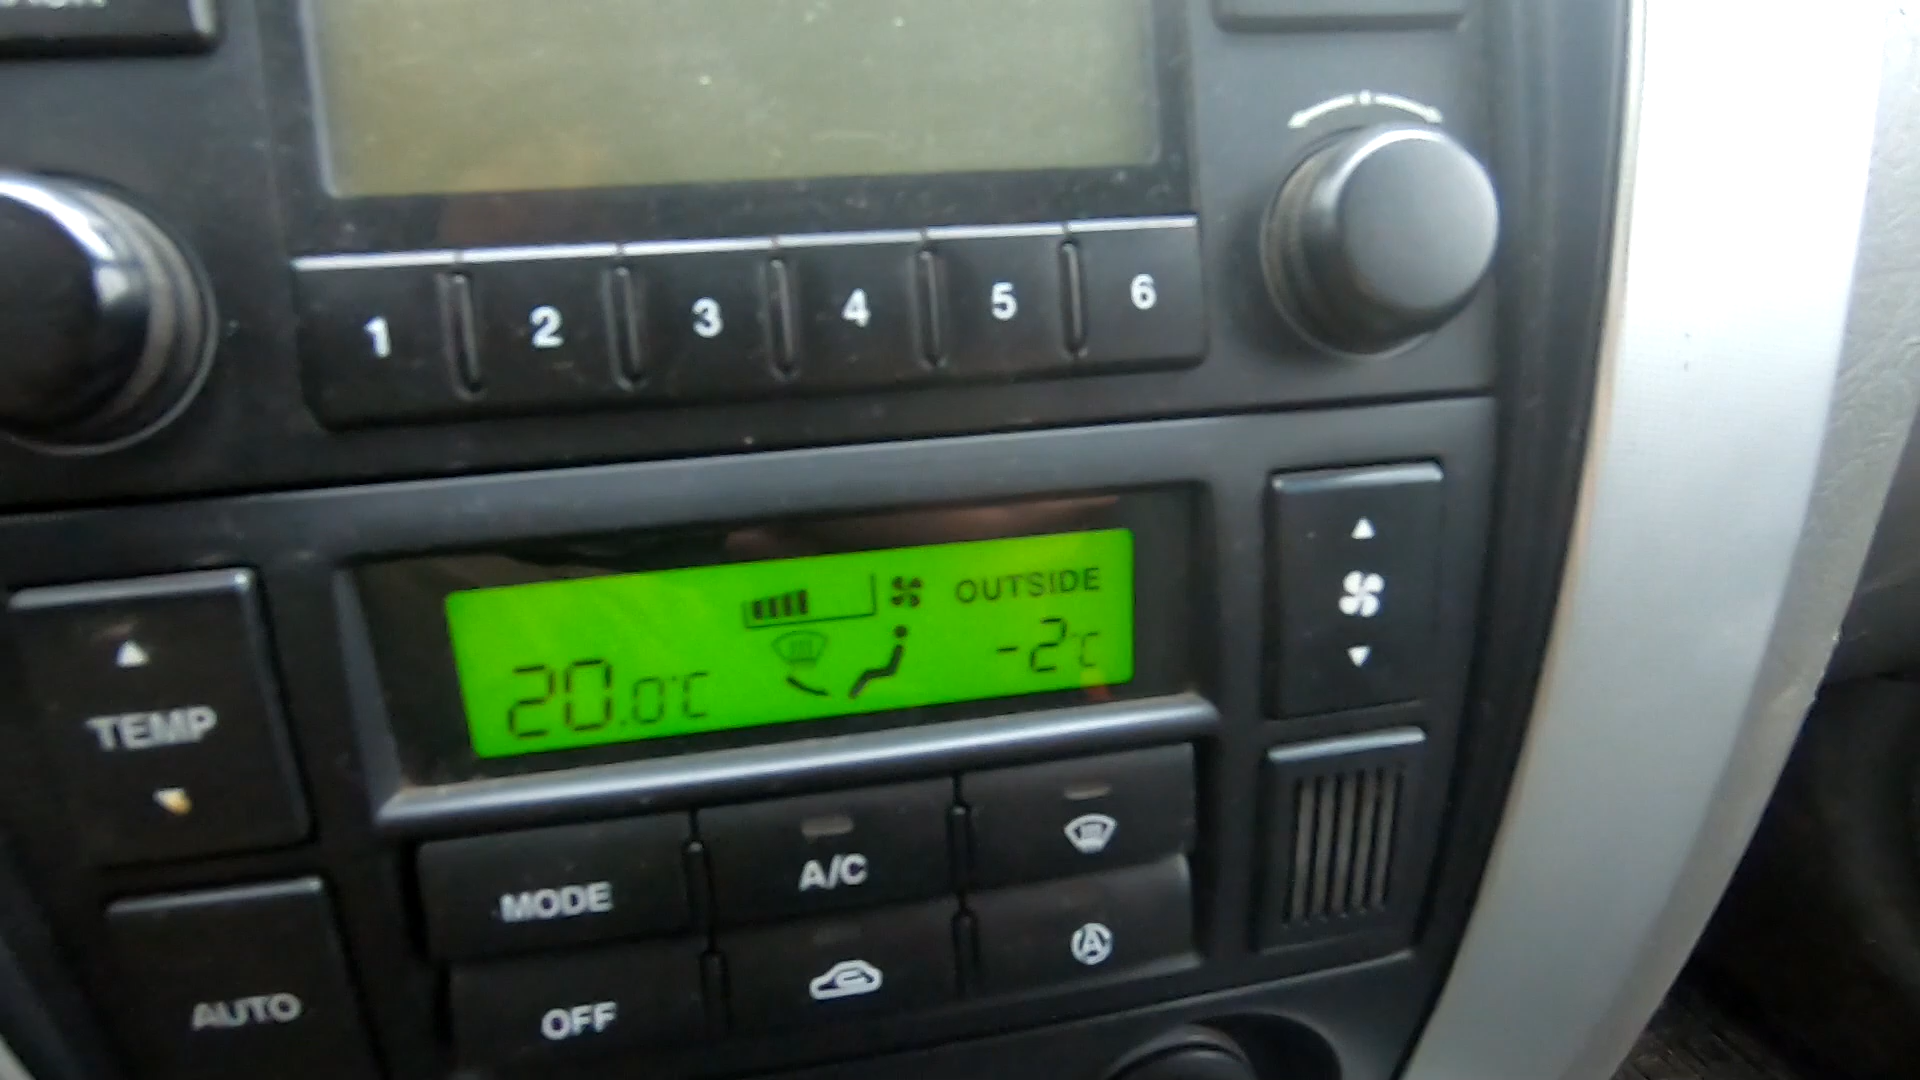 1 2 3 4 5 6
OUTSIDE
20.0°C -2°C
TEMP
MODE A/C
AUTO OFF
A